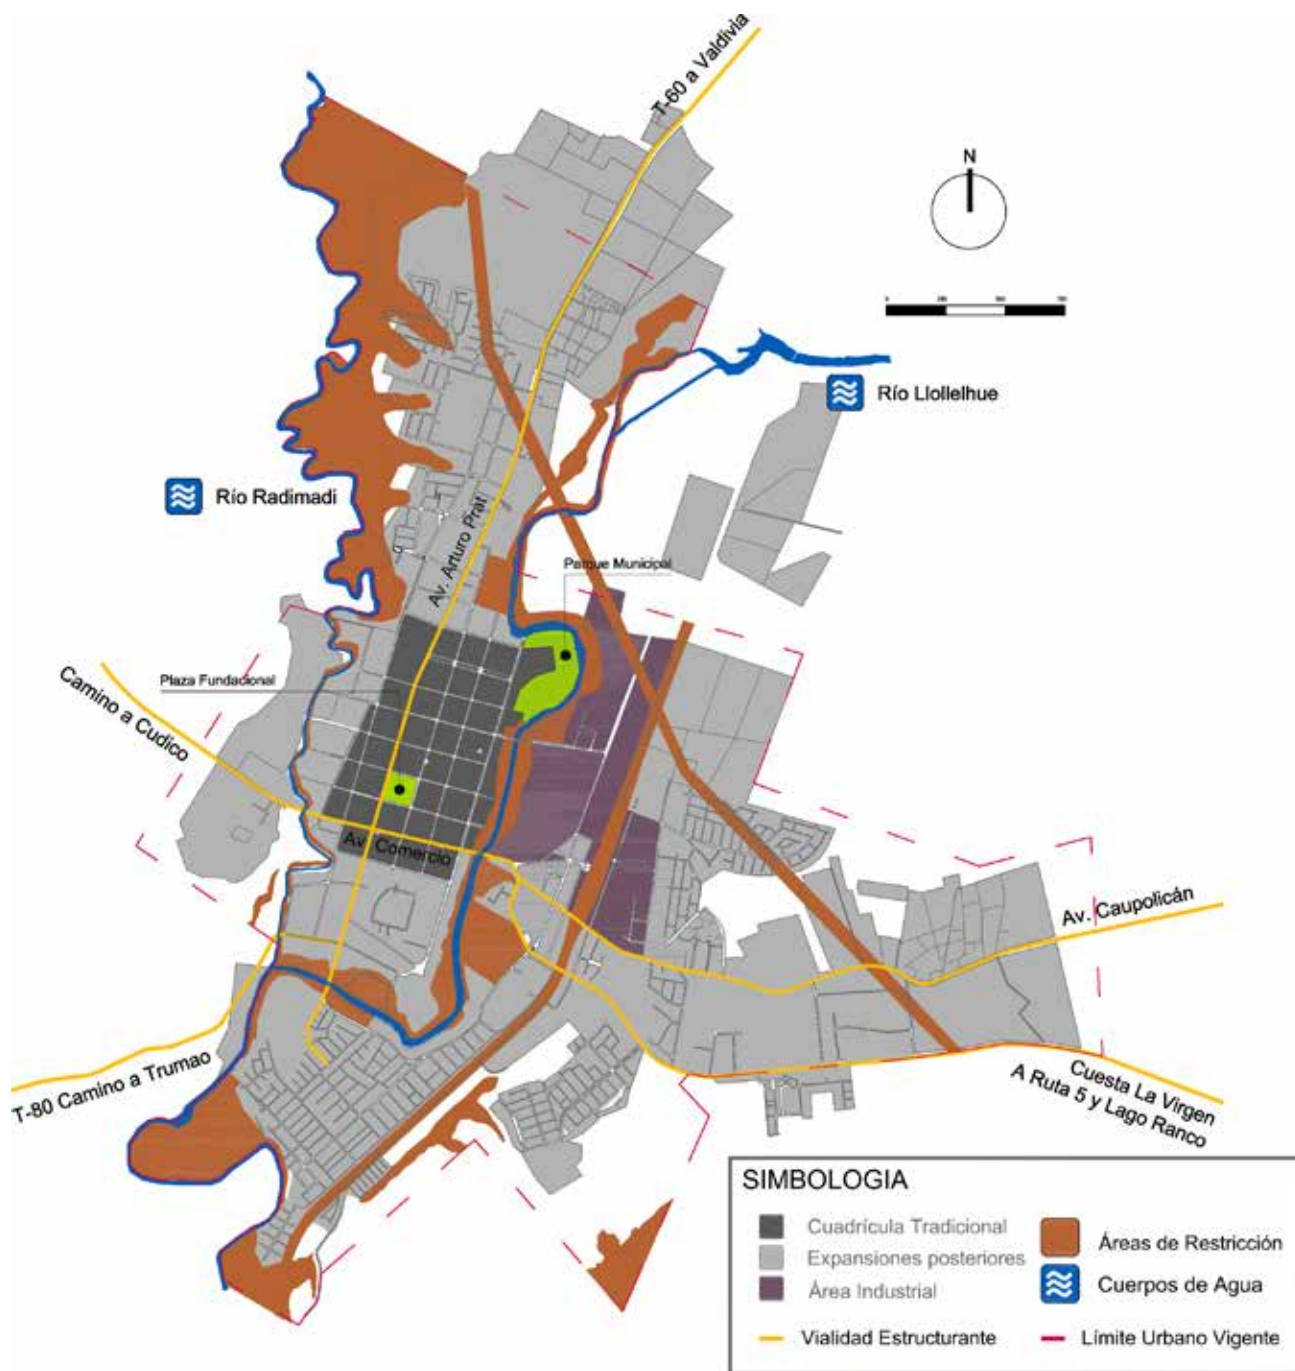 T-60 a Valdivia
N
Río Llollelhue
Río Radimadi
Av. Arturo Prat
Parque Municipal
Plaza Fundacional
Camino a Cudico
Av. Comercio
Av. Caupolicán
T-80 Camino a Trumao
Cuesta La Virgen
A Ruta 5 y Lago Ranco
SIMBOLOGIA
Cuadrícula Tradicional
Expansiones posteriores
Área Industrial
Vialidad Estructurante
Áreas de Restricción
Cuerpos de Agua
Límite Urbano Vigente